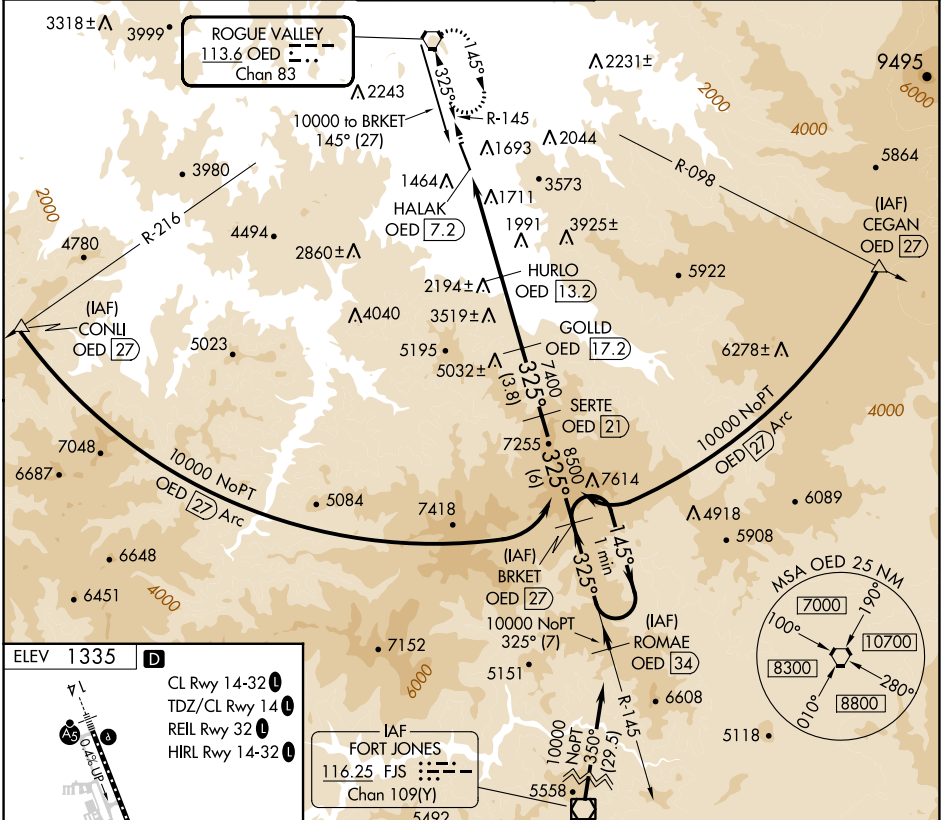 3318±
3999
ROGUE VALLEY
113.6 OED
Chan 83
145°
325°
R-145
2243
10000 to BRKET
145° (27)
2231±
9495
6000
2000
4000
1693
2044
5864
3980
1464
3573
R-098
2000
R-216
HALAK
OED 7.2
1711
1991
3925±
(IAF)
CEGAN
OED 27
4780
4494
2860±
HURLO
OED 13.2
2194±
5922
(IAF)
CONLI
OED 27
4040
3519±
GOLLD
OED 17.2
5023
5195
5032±
6278±
7400
325°
(3.8)
SERTE
OED 21
4000
10000 NoPT
OED 27 Arc
7048
6687
10000 NoPT
OED 27 Arc
7255
8500
325°
(6)
7614
5084
7418
6089
4918
5908
6648
145°
1 min
325°
(IAF)
BRKET
OED 27
6451
4000
MSA OED 25 NM
7000
190°
100°
10700
8300
280°
8800
010°
10000 NoPT
325° (7)
(IAF)
ROMAE
OED 34
7152
6000
5151
6608
R-145
5118
ELEV 1335
D
CL Rwy 14-32 L
TDZ/CL Rwy 14 L
REIL Rwy 32 L
HIRL Rwy 14-32 L
14
A5
P
0.4% UP
IAF
FORT JONES
116.25 FJS
Chan 109(Y)
10000
NoPT
350°
(29.5)
5558
5492